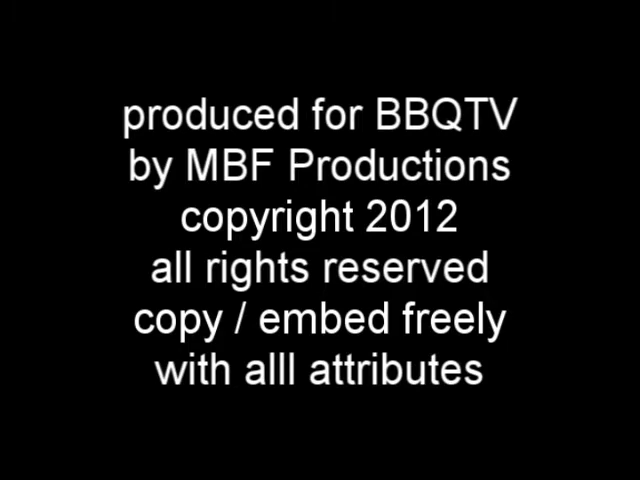 produced for BBQTV
by MBF Productions
copyright 2012
all rights reserved
copy / embed freely
with alll attributes